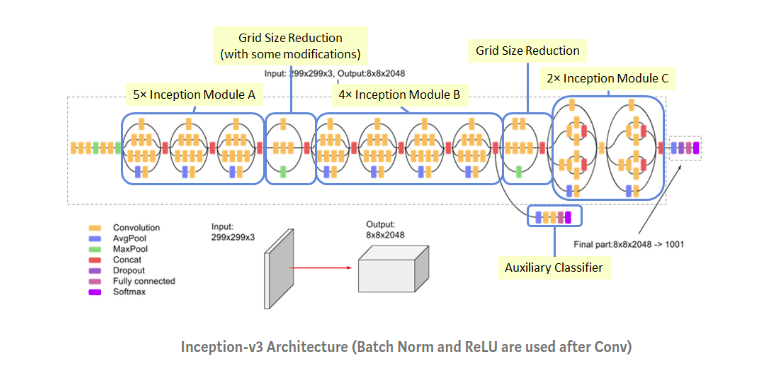 Grid Size Reduction
(with some modifications)
Grid Size Reduction
Input: 299x299x3, Output:8x8x2048
2× Inception Module C
5× Inception Module A
4× Inception Module B
Convolution
AvgPool
MaxPool
Concat
Dropout
Fully connected
Softmax
Input:
299x299x3
Output:
8x8x2048
Final part:8x8x2048 -> 1001
Auxiliary Classifier
Inception-v3 Architecture (Batch Norm and ReLU are used after Conv)